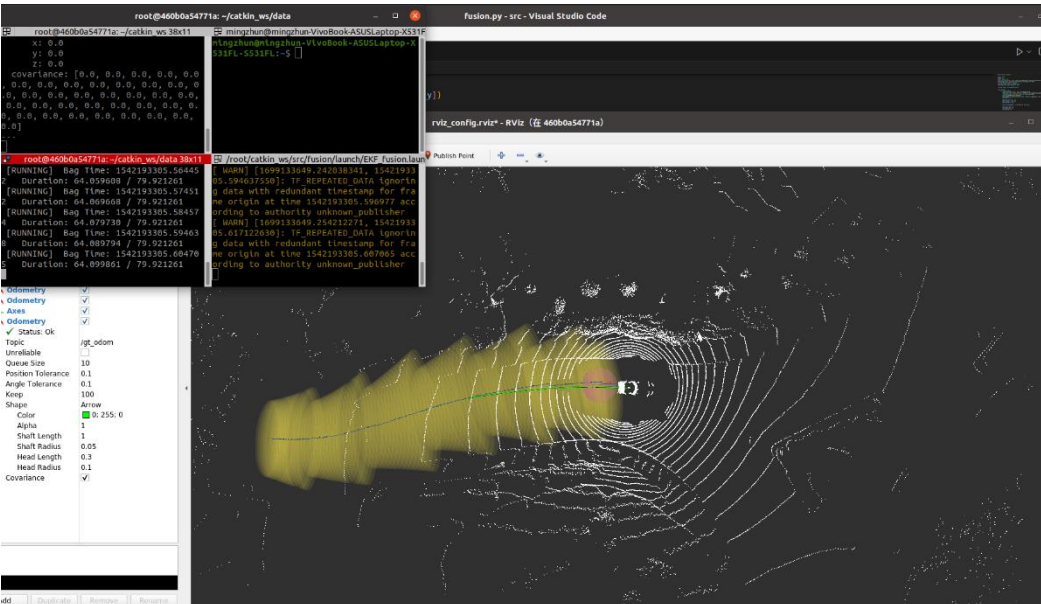 root@460b0a54771a: ~/catkin_ws/data
fusion.py - src - Visual Studio Code
root@460b0a54771a: ~/catkin_ws 38x11
mingzhun@mingzhun-VivoBook-ASUSLaptop-X531F
x: 0.0
y: 0.0
z: 0.0
covariance: [0.0, 0.0, 0.0, 0.0, 0.0
, 0.0, 0.0, 0.0, 0.0, 0.0, 0.0, 0.0, 0
.0, 0.0, 0.0, 0.0, 0.0, 0.0, 0.0, 0.0,
0.0, 0.0, 0.0, 0.0, 0.0, 0.0, 0.0, 0.
0, 0.0, 0.0, 0.0, 0.0, 0.0, 0.0, 0.0,
0.0]
---
mingzhun@mingzhun-VivoBook-ASUSLaptop-X
531FL-S531FL:~$
y])
rviz_config.rviz* - RViz（在 460b0a54771a）
Publish Point
root@460b0a54771a: ~/catkin_ws/data 38x11
[RUNNING] Bag Time: 1542193305.56445
2 Duration: 64.059608 / 79.921261
[RUNNING] Bag Time: 1542193305.57451
2 Duration: 64.069668 / 79.921261
[RUNNING] Bag Time: 1542193305.58457
4 Duration: 64.079730 / 79.921261
[RUNNING] Bag Time: 1542193305.59463
8 Duration: 64.089794 / 79.921261
[RUNNING] Bag Time: 1542193305.60470
5 Duration: 64.099861 / 79.921261
/root/catkin_ws/src/fusion/launch/EKF_fusion.laun
[ WARN] [1699133649.242038341, 15421933
05.594637550]: TF_REPEATED_DATA ignorin
g data with redundant timestamp for fra
me origin at time 1542193305.596977 acc
ording to authority unknown_publisher
[ WARN] [1699133649.254212271, 15421933
05.617122630]: TF_REPEATED_DATA ignorin
g data with redundant timestamp for fra
me origin at time 1542193305.607065 acc
ording to authority unknown_publisher
Odometry
Odometry
Axes
Odometry
Status: Ok
Topic /gt_odom
Unreliable
Queue Size 10
Position Tolerance 0.1
Angle Tolerance 0.1
Keep 100
Shape Arrow
Color 0; 255; 0
Alpha 1
Shaft Length 1
Shaft Radius 0.05
Head Length 0.3
Head Radius 0.1
Covariance
Add Duplicate Remove Rename